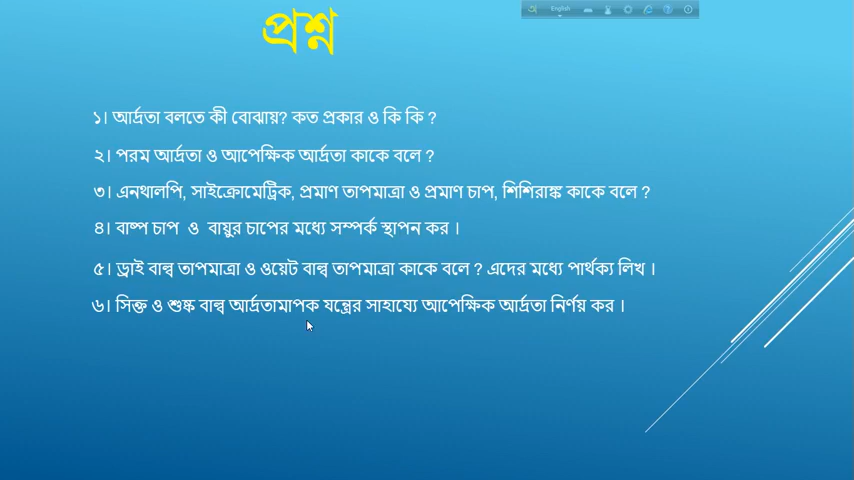 English
প্রশ্ন
১। আর্দ্রতা বলতে কী বোঝায়? কত প্রকার ও কি কি ?
২। পরম আর্দ্রতা ও আপেক্ষিক আর্দ্রতা কাকে বলে ?
৩। এনথালপি, সাইক্রোমেট্রিক, প্রমাণ তাপমাত্রা ও প্রমাণ চাপ, শিশিরাঙ্ক কাকে বলে ?
৪। বাষ্প চাপ ও বায়ুর চাপের মধ্যে সম্পর্ক স্থাপন কর ।
৫। ড্রাই বাল্ব তাপমাত্রা ও ওয়েট বাল্ব তাপমাত্রা কাকে বলে ? এদের মধ্যে পার্থক্য লিখ ।
৬। সিক্ত ও শুষ্ক বাল্ব আর্দ্রতামাপক যন্ত্রের সাহায্যে আপেক্ষিক আর্দ্রতা নির্ণয় কর ।